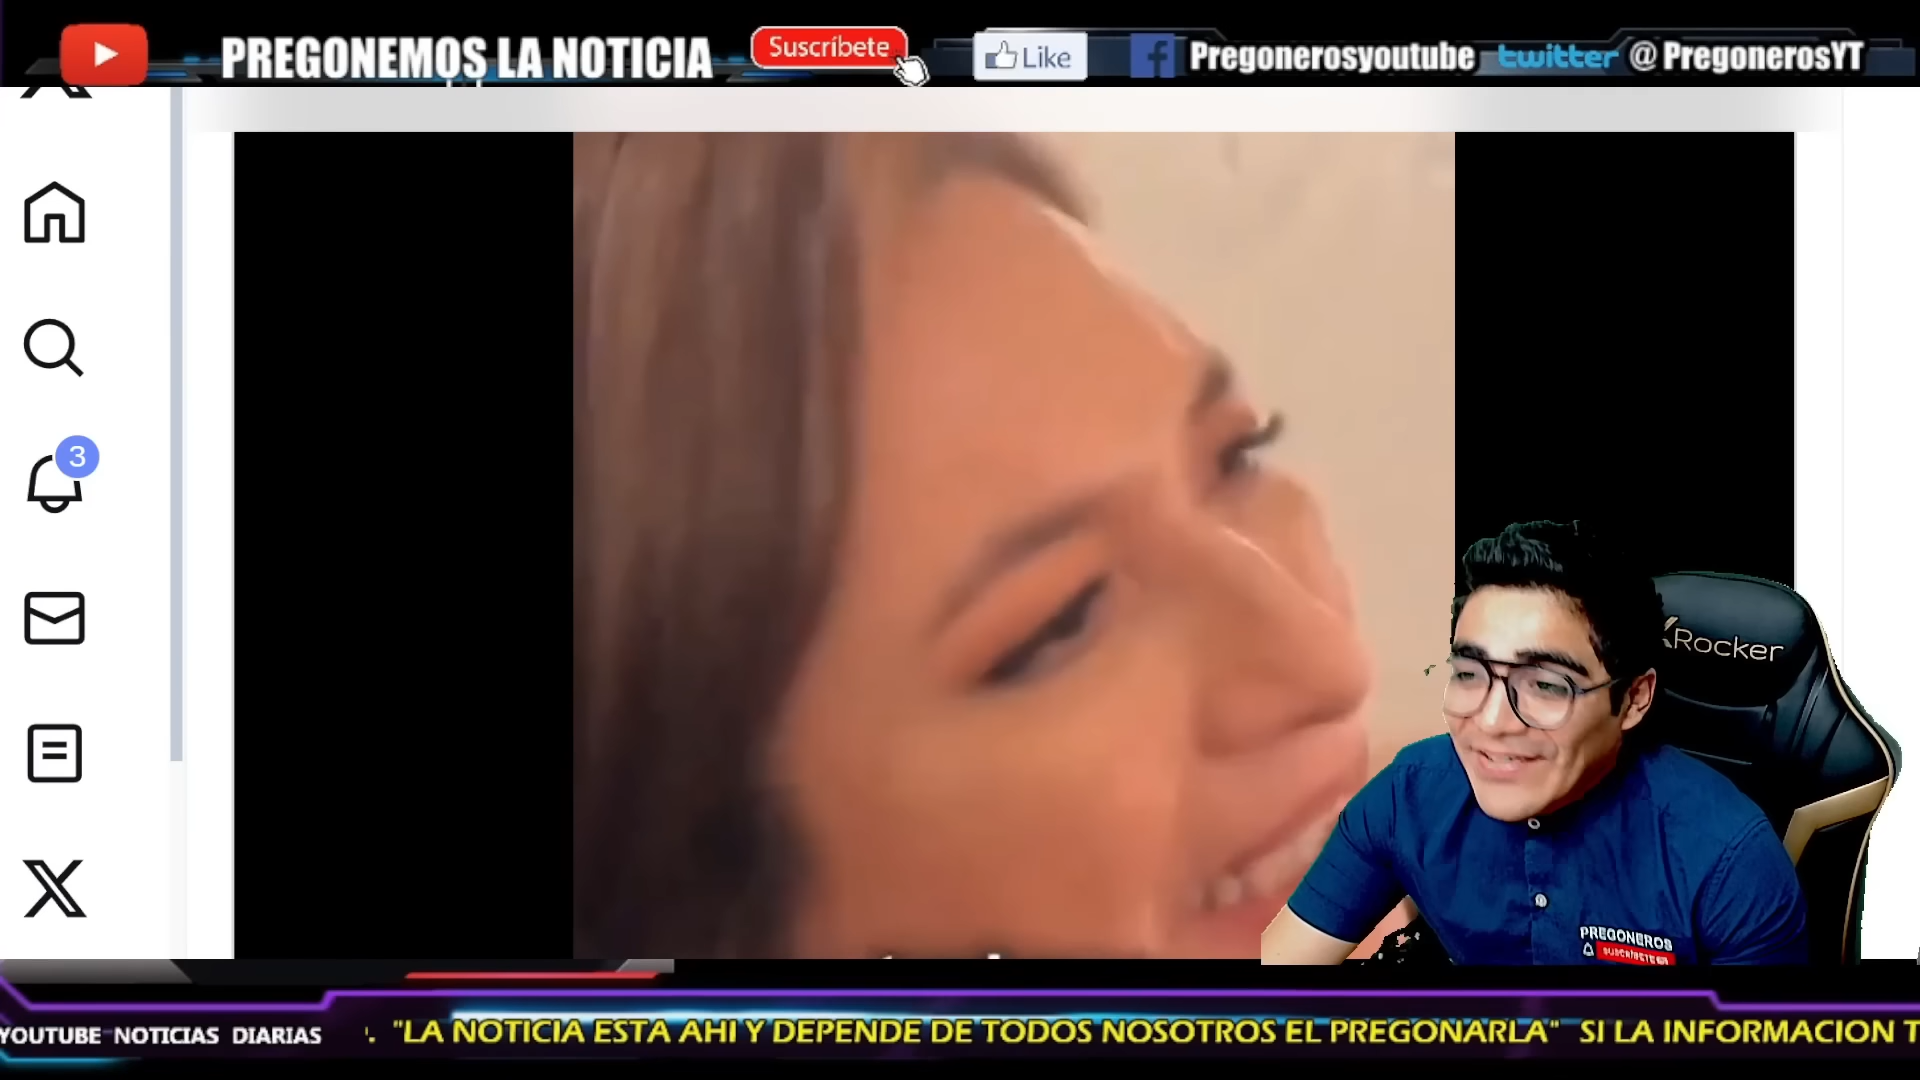 PREGONEMOS LA NOTICIA
Suscríbete
Like
Pregonerosyoutube
twitter @PregonerosYT
3
Rocker
PREGONEROS
SUSCRIBETE
YOUTUBE NOTICIAS DIARIAS
"LA NOTICIA ESTA AHI Y DEPENDE DE TODOS NOSOTROS EL PREGONARLA" SI LA INFORMACION T